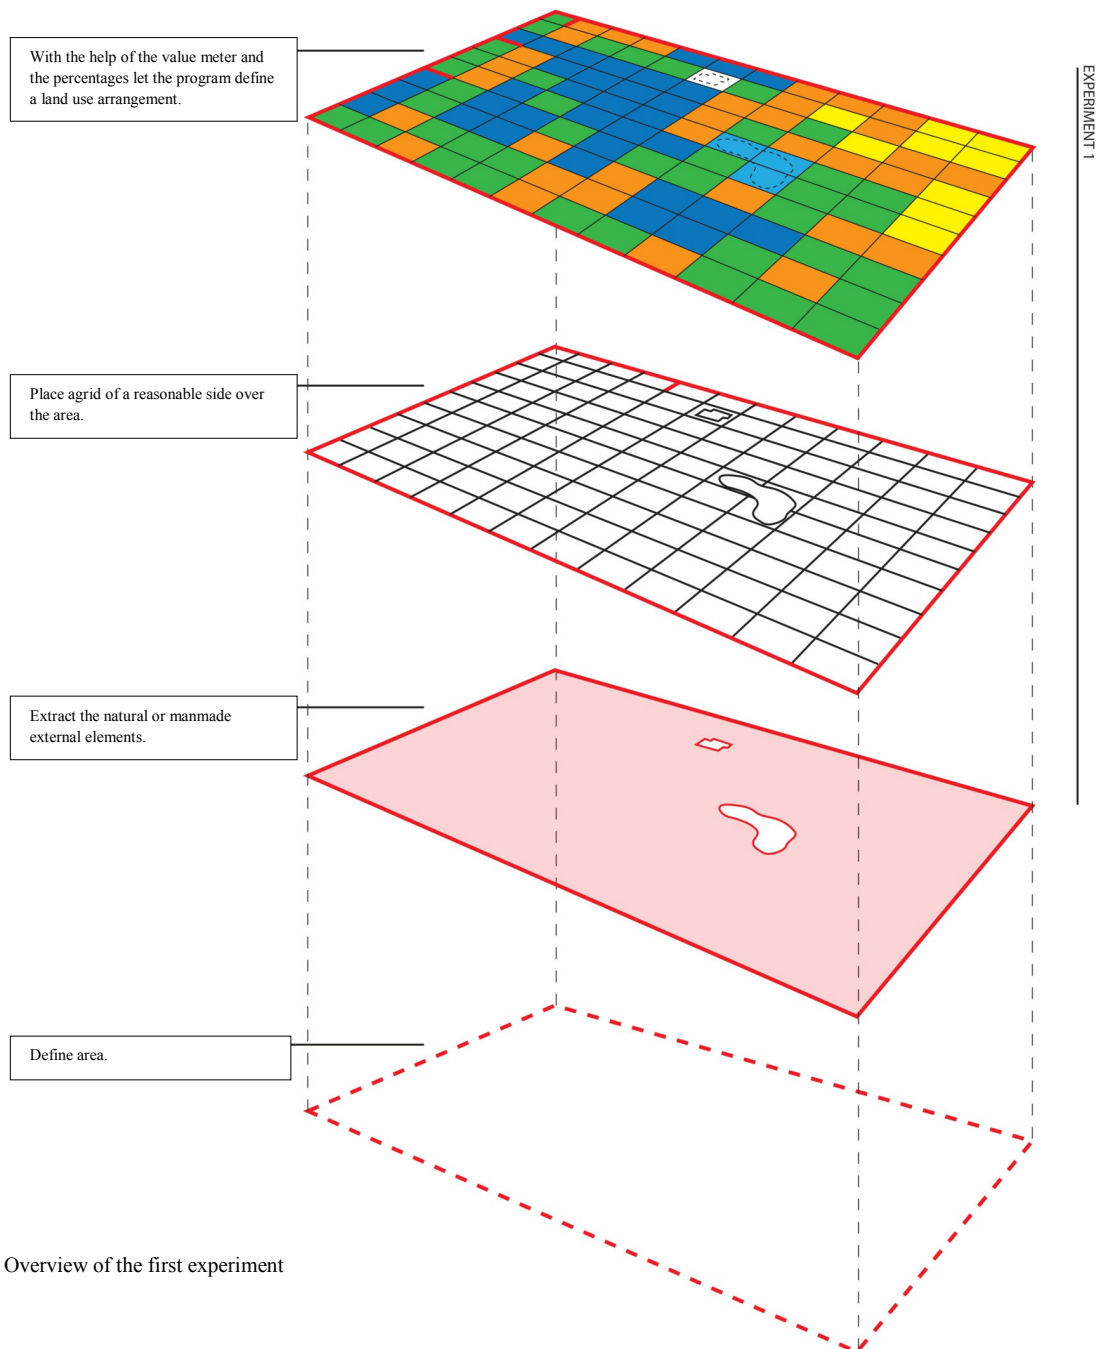 With the help of the value meter and
the percentages let the program define
a land use arrangement.
EXPERIMENT 1
Place agrid of a reasonable side over
the area.
Extract the natural or manmade
external elements.
Define area.
Overview of the first experiment